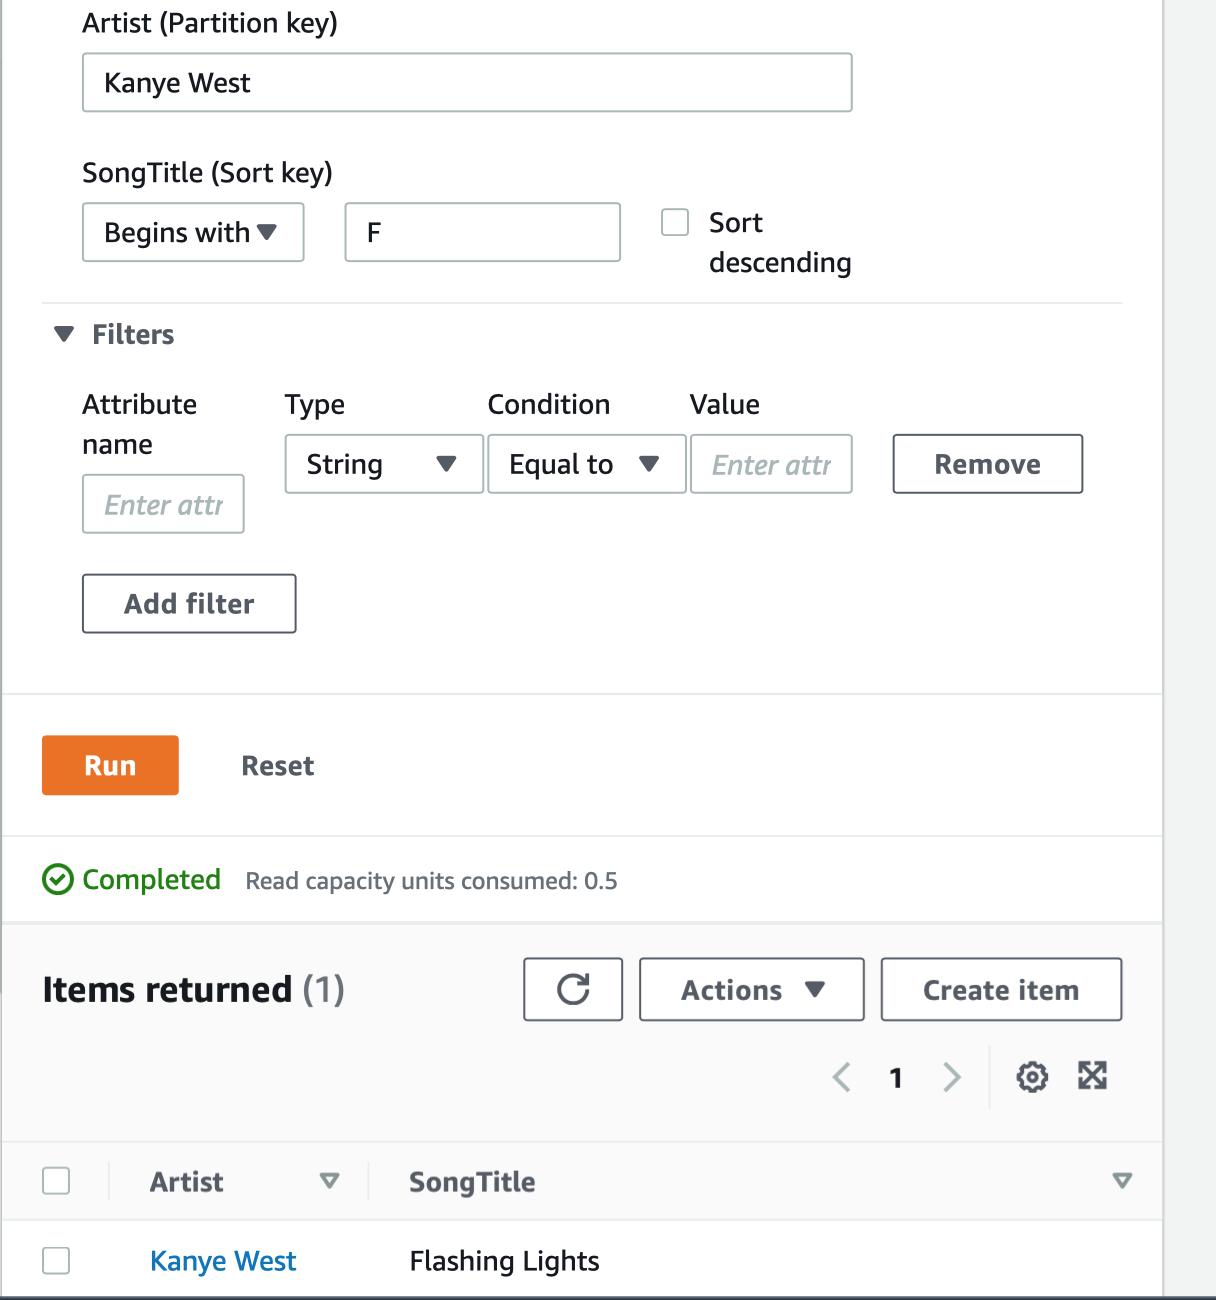 Artist (Partition key)
Kanye West
SongTitle (Sort key)
Begins with
F
Sort
descending
Filters
Attribute
name
Type
Condition
Value
String
Equal to
Enter attr
Remove
Enter attr
Add filter
Run
Reset
Completed
Read capacity units consumed: 0.5
Items returned (1)
Actions
Create item
1
Artist
SongTitle
Kanye West
Flashing Lights